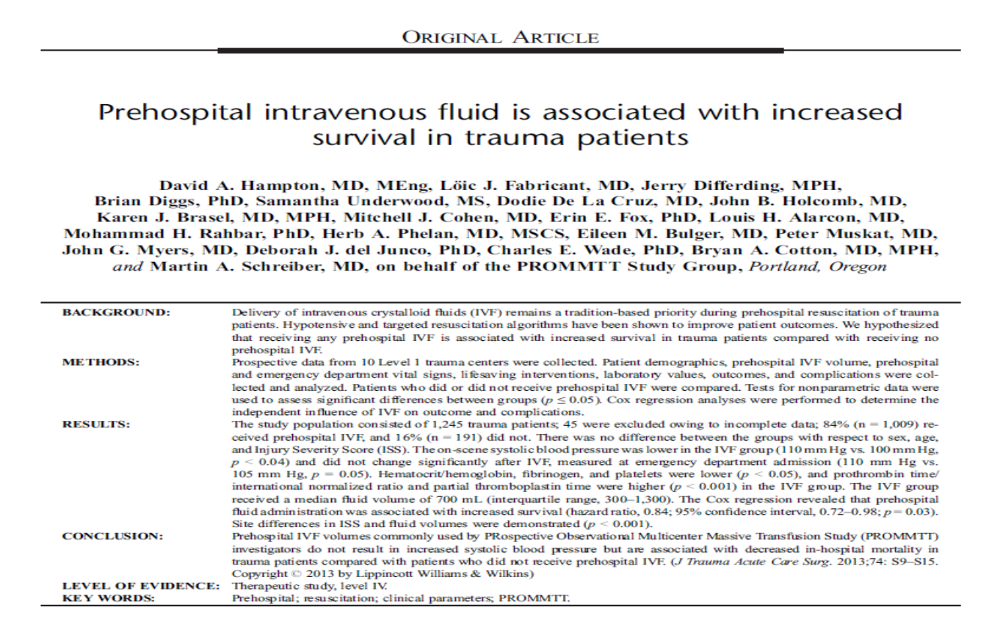 ORIGINAL ARTICLE
Prehospital intravenous fluid is associated with increased
survival in trauma patients
David A. Hampton, MD, MEng, Löic J. Fabricant, MD, Jerry Differding, MPH,
Brian Diggs, PhD, Samantha Underwood, MS, Dodie De La Cruz, MD, John B. Holcomb, MD,
Karen J. Brasel, MD, MPH, Mitchell J. Cohen, MD, Erin E. Fox, PhD, Louis H. Alarcon, MD,
Mohammad H. Rahbar, PhD, Herb A. Phelan, MD, MSCS, Eileen M. Bulger, MD, Peter Muskat, MD,
John G. Myers, MD, Deborah J. del Junco, PhD, Charles E. Wade, PhD, Bryan A. Cotton, MD, MPH,
and Martin A. Schreiber, MD, on behalf of the PROMMTT Study Group, Portland, Oregon
BACKGROUND: Delivery of intravenous crystalloid fluids (IVF) remains a tradition-based priority during prehospital resuscitation of trauma
patients. Hypotensive and targeted resuscitation algorithms have been shown to improve patient outcomes. We hypothesized
that receiving any prehospital IVF is associated with increased survival in trauma patients compared with receiving no
prehospital IVF.
METHODS: Prospective data from 10 Level 1 trauma centers were collected. Patient demographics, prehospital IVF volume, prehospital
and emergency department vital signs, lifesaving interventions, laboratory values, outcomes, and complications were col-
lected and analyzed. Patients who did or did not receive prehospital IVF were compared. Tests for nonparametric data were
used to assess significant differences between groups (p ≤ 0.05). Cox regression analyses were performed to determine the
independent influence of IVF on outcome and complications.
RESULTS: The study population consisted of 1,245 trauma patients; 45 were excluded owing to incomplete data; 84% (n = 1,009) re-
ceived prehospital IVF, and 16% (n = 191) did not. There was no difference between the groups with respect to sex, age,
and Injury Severity Score (ISS). The on-scene systolic blood pressure was lower in the IVF group (110 mm Hg vs. 100 mm Hg,
p < 0.04) and did not change significantly after IVF, measured at emergency department admission (110 mm Hg vs.
105 mm Hg, p = 0.05). Hematocrit/hemoglobin, fibrinogen, and platelets were lower (p < 0.05), and prothrombin time/
international normalized ratio and partial thromboplastin time were higher (p < 0.001) in the IVF group. The IVF group
received a median fluid volume of 700 mL (interquartile range, 300–1,300). The Cox regression revealed that prehospital
fluid administration was associated with increased survival (hazard ratio, 0.84; 95% confidence interval, 0.72–0.98; p = 0.03).
Site differences in ISS and fluid volumes were demonstrated (p < 0.001).
CONCLUSION: Prehospital IVF volumes commonly used by PRospective Observational Multicenter Massive Transfusion Study (PROMMTT)
investigators do not result in increased systolic blood pressure but are associated with decreased in-hospital mortality in
trauma patients compared with patients who did not receive prehospital IVF. (J Trauma Acute Care Surg. 2013;74: S9–S15.
Copyright © 2013 by Lippincott Williams & Wilkins)
LEVEL OF EVIDENCE: Therapeutic study, level IV.
KEY WORDS: Prehospital; resuscitation; clinical parameters; PROMMTT.